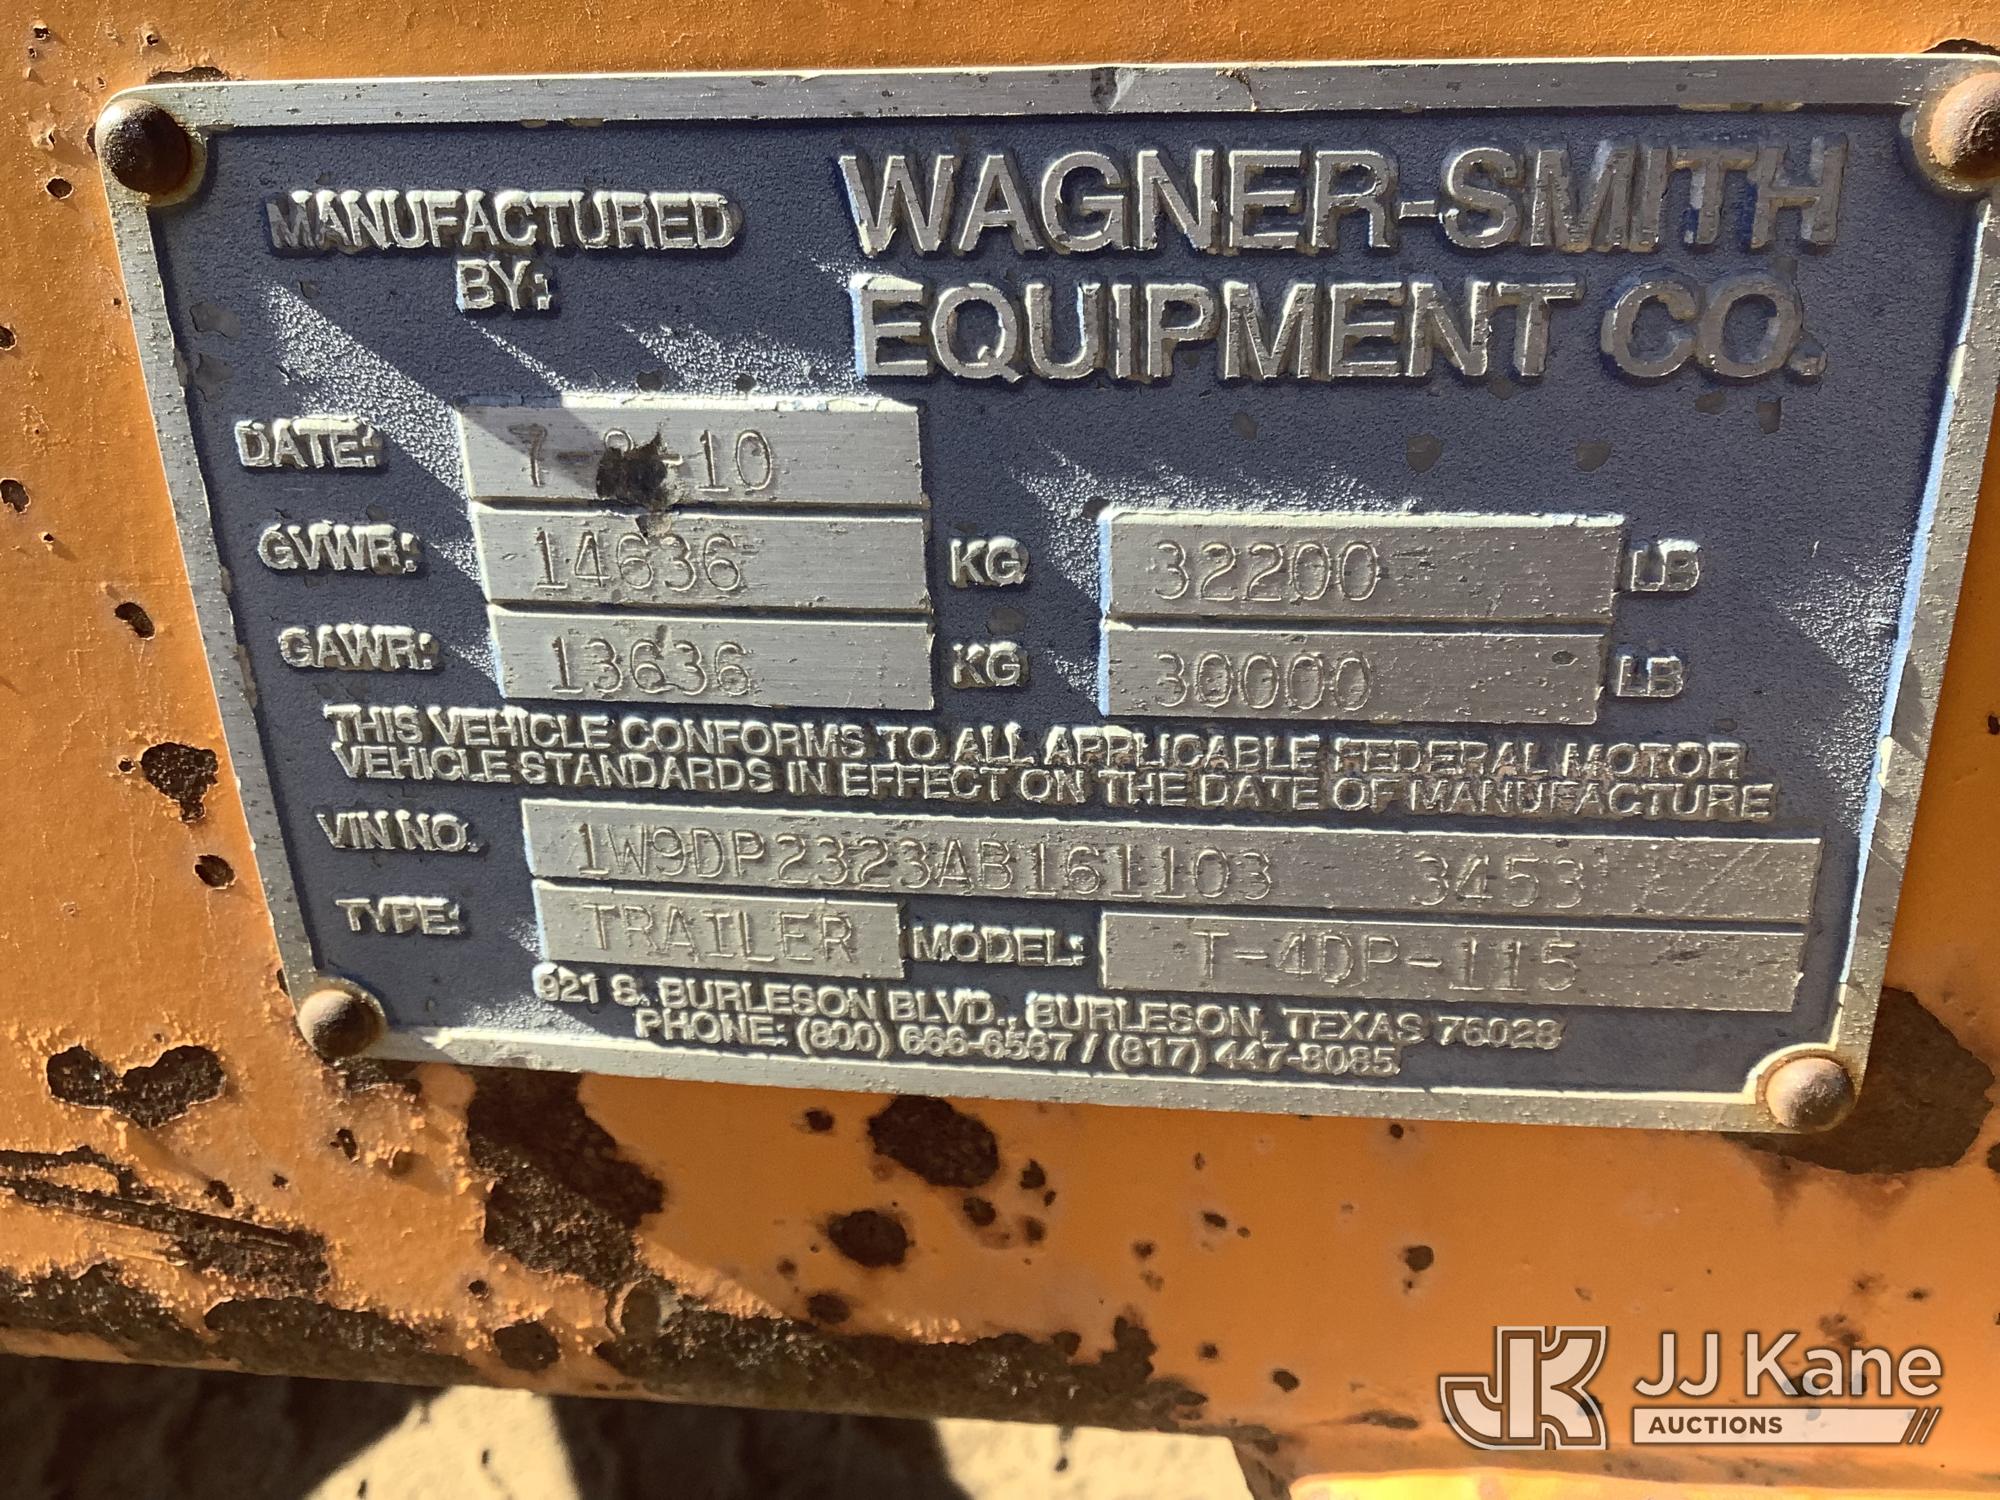 MANUFACTURED BY:
WAGNER-SMITH EQUIPMENT CO.
DATE: 7- -10
GVWR: 14636 KG 32200 LB
GAWR: 13636 KG 30000 LB
THIS VEHICLE CONFORMS TO ALL APPLICABLE FEDERAL MOTOR
VEHICLE STANDARDS IN EFFECT ON THE DATE OF MANUFACTURE
VIN NO. 1W9DP2323AB161103 3453
TYPE: TRAILER MODEL: T-4DP-115
921 S. BURLESON BLVD., BURLESON, TEXAS 76028
PHONE: (800) 666-6567 / (817) 447-8085
JK JJ Kane
AUCTIONS